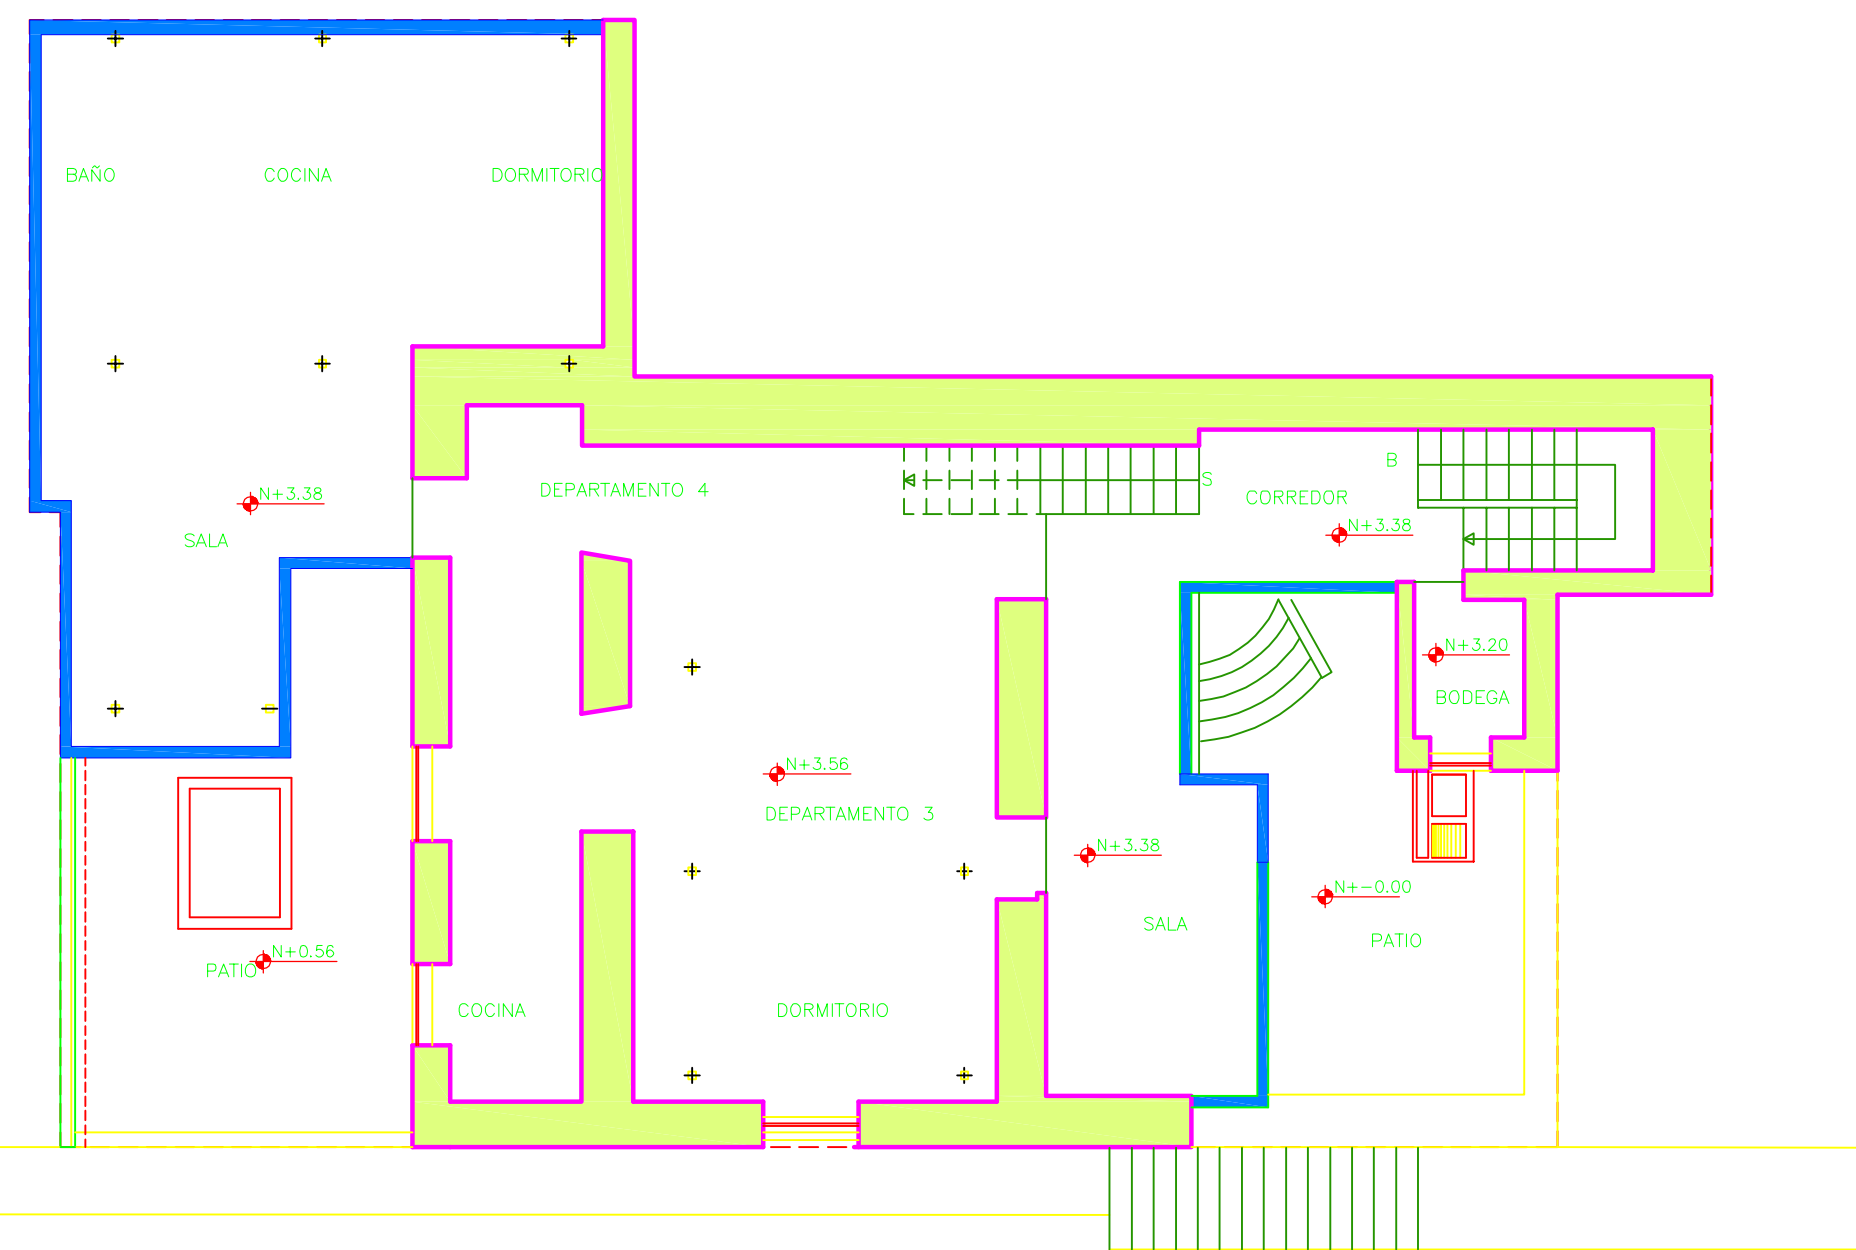 BAÑO
COCINA
DORMITORIO
B
S
DEPARTAMENTO 4
N+3.38
CORREDOR
N+3.38
SALA
N+3.20
BODEGA
N+3.56
DEPARTAMENTO 3
N+3.38
N+-0.00
SALA
PATIO
N+0.56
PATIO
COCINA
DORMITORIO